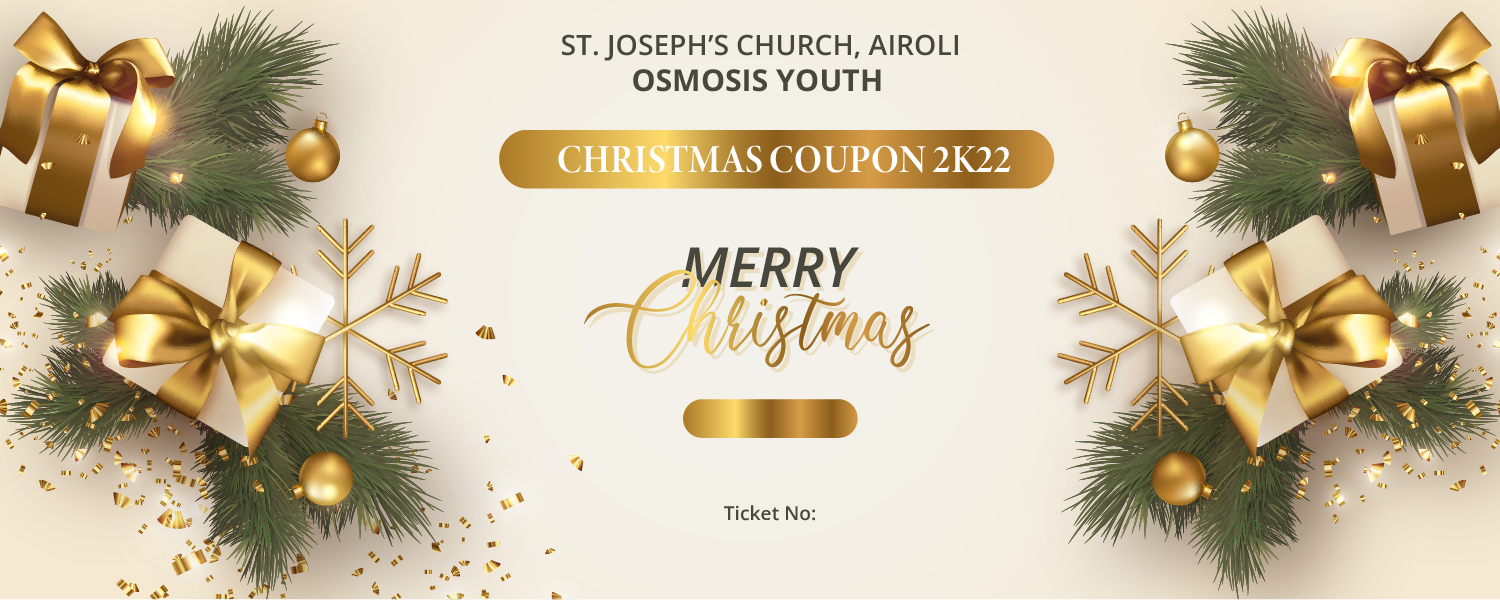 ST. JOSEPH’S CHURCH, AIROLI
OSMOSIS YOUTH
CHRISTMAS COUPON 2K22
MERRY
Christmas
Ticket No: